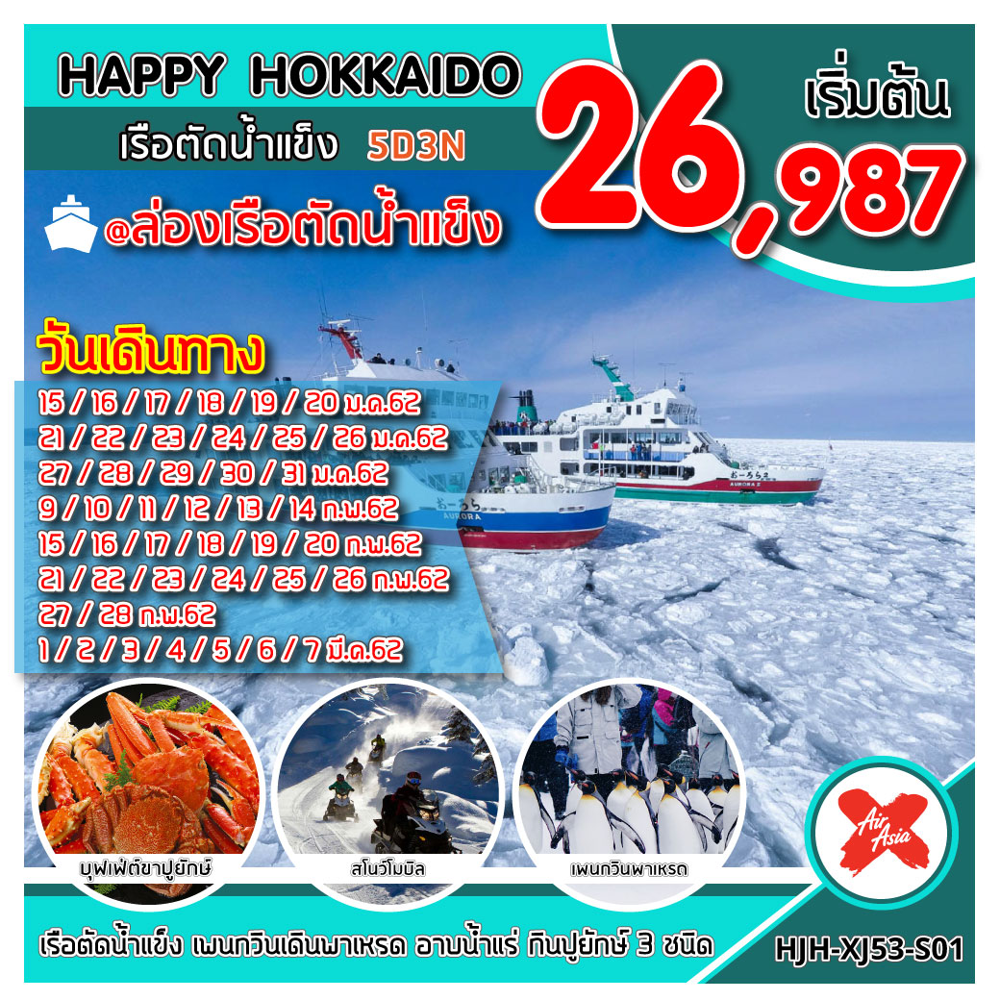 HAPPY HOKKAIDO
เรือตัดน้ำแข็ง 5D3N
เริ่มต้น
26,987
@ล่องเรือตัดน้ำแข็ง
วันเดินทาง
15 / 16 / 17 / 18 / 19 / 20 ม.ค.62
21 / 22 / 23 / 24 / 25 / 26 ม.ค.62
27 / 28 / 29 / 30 / 31 ม.ค.62
9 / 10 / 11 / 12 / 13 / 14 ก.พ.62
15 / 16 / 17 / 18 / 19 / 20 ก.พ.62
21 / 22 / 23 / 24 / 25 / 26 ก.พ.62
27 / 28 ก.พ.62
1 / 2 / 3 / 4 / 5 / 6 / 7 มี.ค.62
おーろら2
AURORA 2
おーろら
AURORA
บุฟเฟ่ต์ขาปูยักษ์
สโนว์โมบิล
เพนกวินพาเหรด
Air
Asia
X
เรือตัดน้ำแข็ง เพนกวินเดินพาเหรด อาบน้ำแร่ กินปูยักษ์ 3 ชนิด
HJH-XJ53-S01